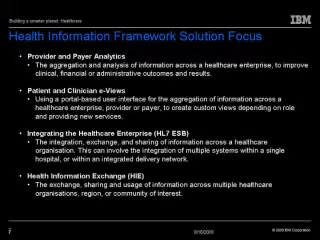 Building a smarter planet: Healthcare
IBM
Health Information Framework Solution Focus
• Provider and Payer Analytics
• The aggregation and analysis of information across a healthcare enterprise, to improve
clinical, financial or administrative outcomes and results.
• Patient and Clinician e-Views
• Using a portal-based user interface for the aggregation of information across a
healthcare enterprise, provider or payer, to create custom views depending on role
and providing new services.
• Integrating the Healthcare Enterprise (HL7 ESB)
• The integration, exchange, and sharing of information across a healthcare
organisation. This can involve the integration of multiple systems within a single
hospital, or within an integrated delivery network.
• Health Information Exchange (HIE)
• The exchange, sharing and usage of information across multiple healthcare
organisations, region, or community of interest.
© 2009 IBM Corporation